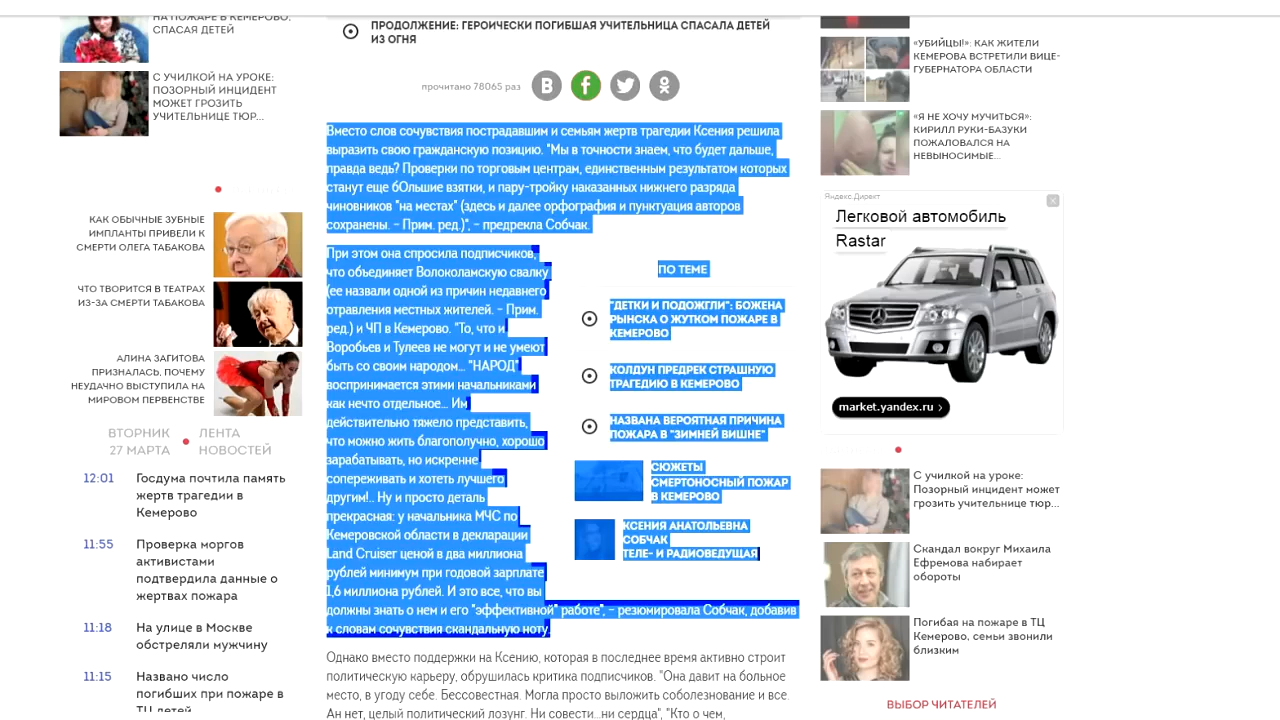 НА ПОЖАРЕ В КЕМЕРОВО,
СПАСАЯ ДЕТЕЙ
С УЧИЛКОЙ НА УРОКЕ:
ПОЗОРНЫЙ ИНЦИДЕНТ
МОЖЕТ ГРОЗИТЬ
УЧИТЕЛЬНИЦЕ ТЮР...
КАК ОБЫЧНЫЕ ЗУБНЫЕ
ИМПЛАНТЫ ПРИВЕЛИ К
СМЕРТИ ОЛЕГА ТАБАКОВА
ЧТО ТВОРИТСЯ В ТЕАТРАХ
ИЗ-ЗА СМЕРТИ ТАБАКОВА
АЛИНА ЗАГИТОВА
ПРИЗНАЛАСЬ, ПОЧЕМУ
НЕУДАЧНО ВЫСТУПИЛА НА
МИРОВОМ ПЕРВЕНСТВЕ
ВТОРНИК
27 МАРТА
ЛЕНТА
НОВОСТЕЙ
12:01
Госдума почтила память
жертв трагедии в
Кемерово
11:55
Проверка моргов
активистами
подтвердила данные о
жертвах пожара
11:18
На улице в Москве
обстреляли мужчину
11:15
Названо число
погибших при пожаре в
ТЦ детей
ПРОДОЛЖЕНИЕ: ГЕРОИЧЕСКИ ПОГИБШАЯ УЧИТЕЛЬНИЦА СПАСАЛА ДЕТЕЙ
ИЗ ОГНЯ
прочитано 78065 раз
Вместо слов сочувствия пострадавшим и семьям жертв трагедии Ксения решила
выразить свою гражданскую позицию. "Мы в точности знаем, что будет дальше,
правда ведь? Проверки по торговым центрам, единственным результатом которых
станут еще бОльшие взятки, и пару-тройку наказанных нижнего разряда
чиновников "на местах" (здесь и далее орфография и пунктуация авторов
сохранены. – Прим. ред.)", – предрекла Собчак.
При этом она спросила подписчиков,
что объединяет Волоколамскую свалку
(ее назвали одной из причин недавнего
отравления местных жителей. – Прим.
ред.) и ЧП в Кемерово. "То, что и
Воробьев и Тулеев не могут и не умеют
быть со своим народом... "НАРОД"
воспринимается этими начальниками
как нечто отдельное... Им
действительно тяжело представить,
что можно жить благополучно, хорошо
зарабатывать, но искренне
сопереживать и хотеть лучшего
другим!.. Ну и просто деталь
прекрасная: у начальника МЧС по
Кемеровской области в декларации
Land Cruiser ценой в два миллиона
рублей минимум при годовой зарплате
1,6 миллиона рублей. И это все, что вы
должны знать о нем и его "эффективной" работе", – резюмировала Собчак, добавив
к словам сочувствия скандальную ноту.
ПО ТЕМЕ
"ДЕТКИ И ПОДОЖГЛИ": БОЖЕНА
РЫНСКА О ЖУТКОМ ПОЖАРЕ В
КЕМЕРОВО
КОЛДУН ПРЕДРЕК СТРАШНУЮ
ТРАГЕДИЮ В КЕМЕРОВО
НАЗВАНА ВЕРОЯТНАЯ ПРИЧИНА
ПОЖАРА В "ЗИМНЕЙ ВИШНЕ"
СЮЖЕТЫ
СМЕРТОНОСНЫЙ ПОЖАР
В КЕМЕРОВО
КСЕНИЯ АНАТОЛЬЕВНА
СОБЧАК
ТЕЛЕ- И РАДИОВЕДУЩАЯ
Однако вместо поддержки на Ксению, которая в последнее время активно строит
политическую карьеру, обрушилась критика подписчиков. "Она давит на больное
место, в угоду себе. Бессовестная. Могла просто выложить соболезнование и все.
Ан нет, целый политический лозунг. Ни совести...ни сердца", "Кто о чем,
«УБИЙЦЫ!»: КАК ЖИТЕЛИ
КЕМЕРОВА ВСТРЕТИЛИ ВИЦЕ-
ГУБЕРНАТОРА ОБЛАСТИ
«Я НЕ ХОЧУ МУЧИТЬСЯ»:
КИРИЛЛ РУКИ-БАЗУКИ
ПОЖАЛОВАЛСЯ НА
НЕВЫНОСИМЫЕ...
Яндекс.Директ
Легковой автомобиль
Rastar
market.yandex.ru
С училкой на уроке:
Позорный инцидент может
грозить учительнице тюр...
Скандал вокруг Михаила
Ефремова набирает
обороты
Погибая на пожаре в ТЦ
Кемерово, семьи звонили
близким
ВЫБОР ЧИТАТЕЛЕЙ